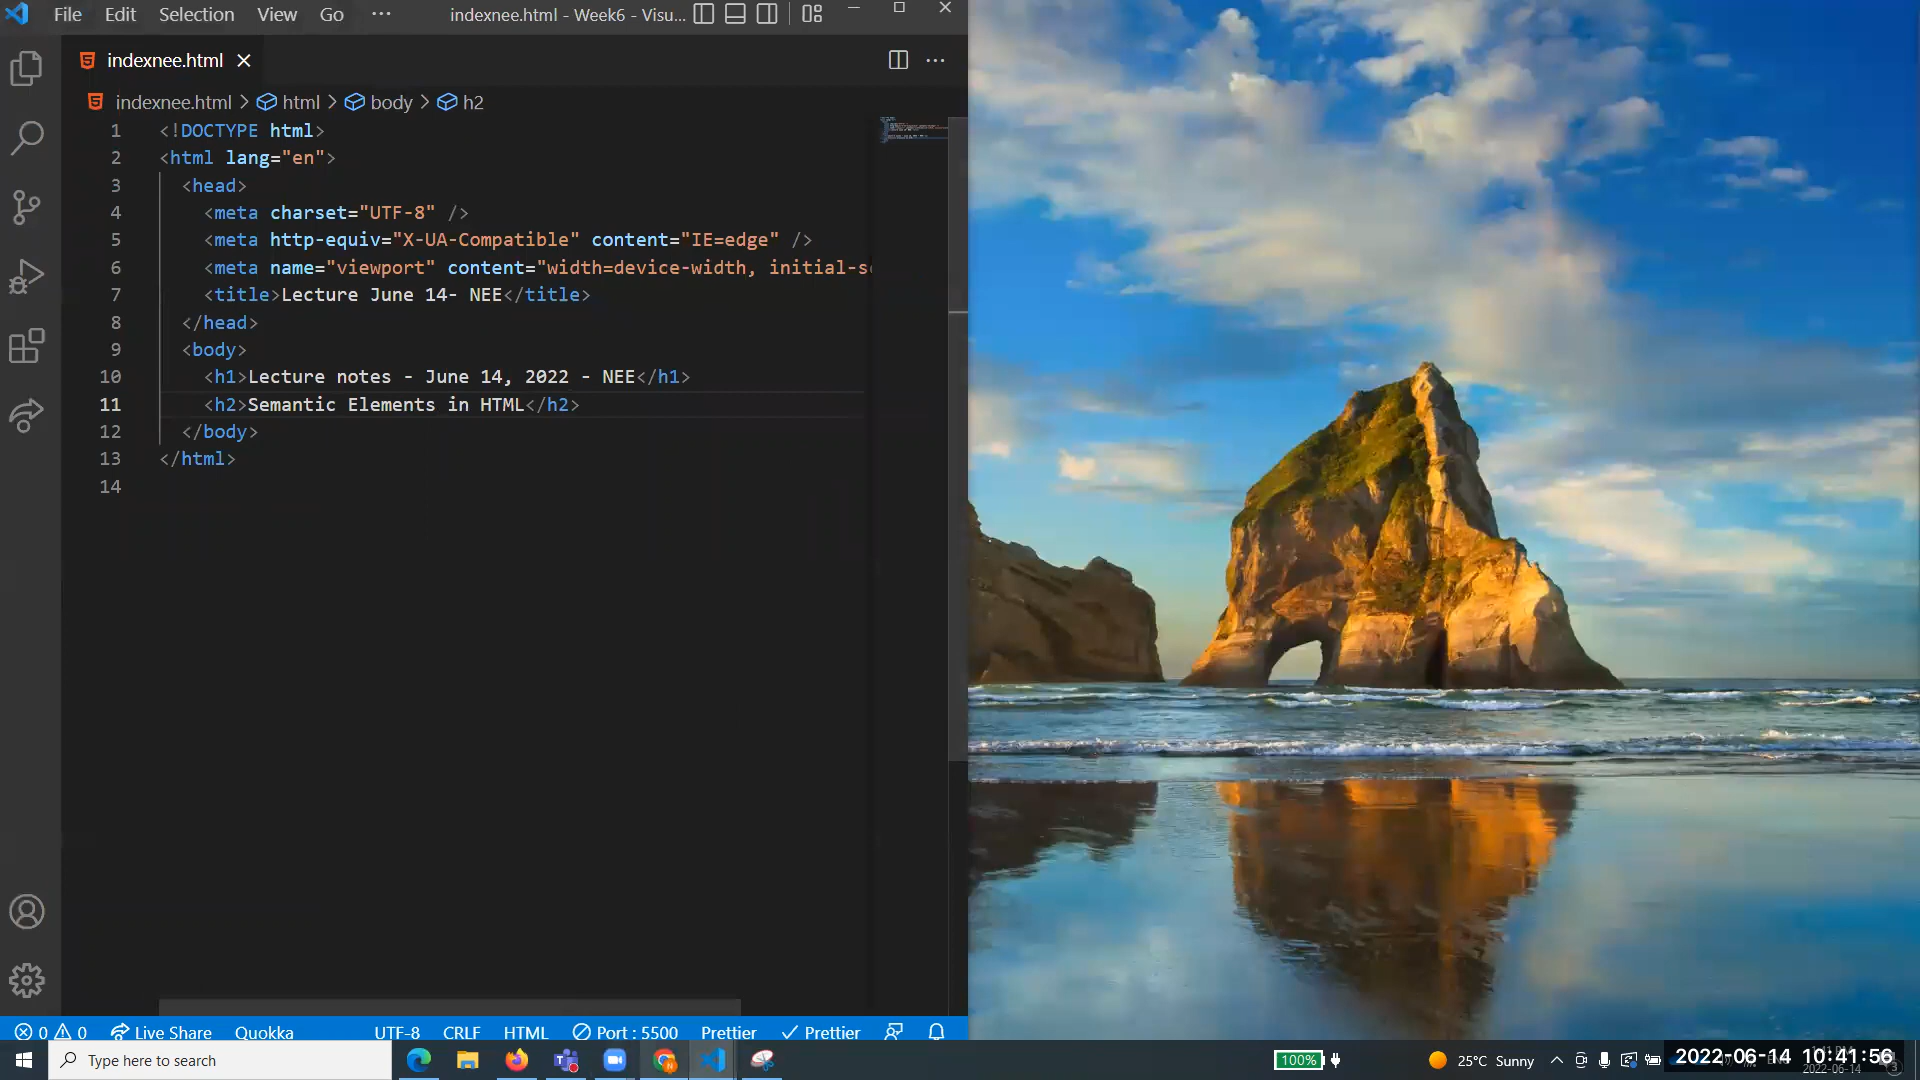 File Edit Selection View Go ··· indexnee.html - Week6 - Visu...
indexnee.html
indexnee.html > html > body > h2
1 <!DOCTYPE html>
2 <html lang="en">
3 <head>
4 <meta charset="UTF-8" />
5 <meta http-equiv="X-UA-Compatible" content="IE=edge" />
6 <meta name="viewport" content="width=device-width, initial-s
7 <title>Lecture June 14- NEE</title>
8 </head>
9 <body>
10 <h1>Lecture notes - June 14, 2022 - NEE</h1>
11 <h2>Semantic Elements in HTML</h2>
12 </body>
13 </html>
14
0 0 Live Share Quokka UTF-8 CRLF HTML Port : 5500 Prettier Prettier
Type here to search 100% 25°C Sunny 2022-06-14 10:41:56
2022-06-14